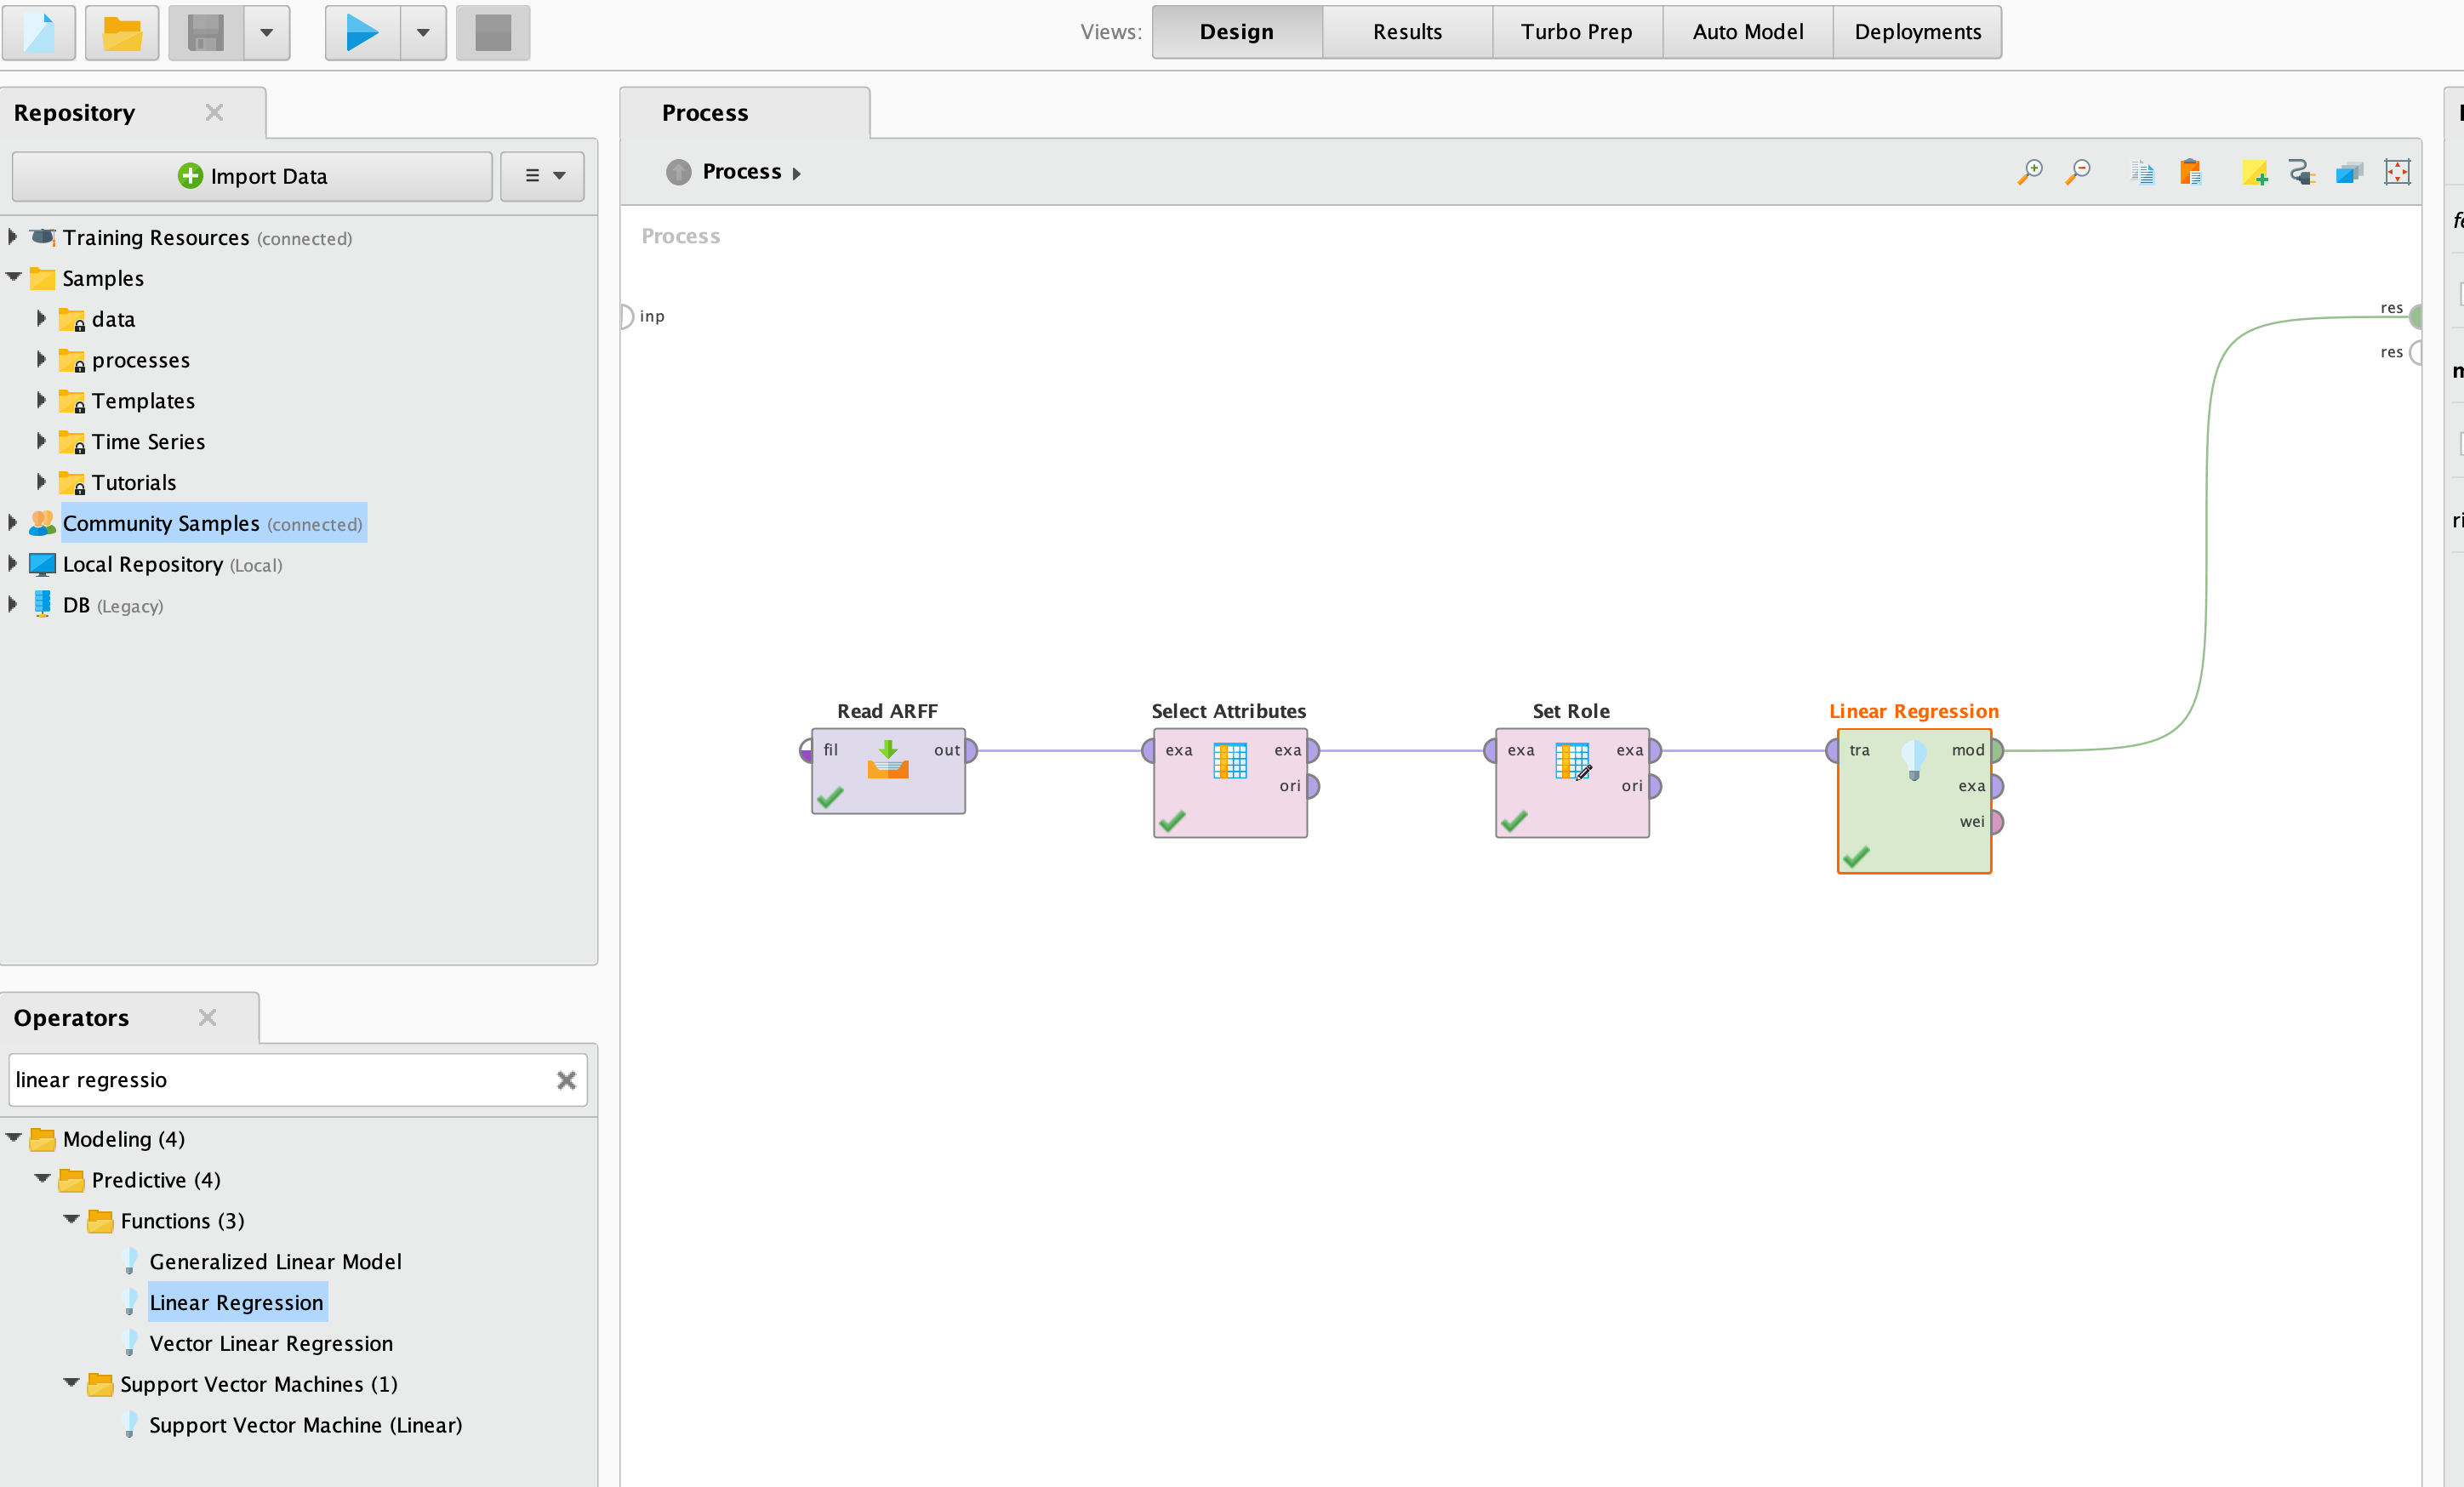 Views: Design Results Turbo Prep Auto Model Deployments
Repository
Import Data
Training Resources (connected)
Samples
data
processes
Templates
Time Series
Tutorials
Community Samples (connected)
Local Repository (Local)
DB (Legacy)
Operators
linear regressio
Modeling (4)
Predictive (4)
Functions (3)
Generalized Linear Model
Linear Regression
Vector Linear Regression
Support Vector Machines (1)
Support Vector Machine (Linear)
Process
Process
Process
inp
res
res
Read ARFF
fil out
Select Attributes
exa exa
ori
Set Role
exa exa
ori
Linear Regression
tra mod
exa
wei